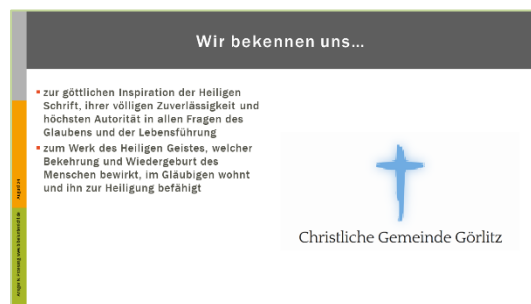 Wir bekennen uns...
▪ zur göttlichen Inspiration der Heiligen
Schrift, ihrer völligen Zuverlässigkeit und
höchsten Autorität in allen Fragen des
Glaubens und der Lebensführung
▪ zum Werk des Heiligen Geistes, welcher
Bekehrung und Wiedergeburt des
Menschen bewirkt, im Gläubigen wohnt
und ihn zur Heiligung befähigt
Christliche Gemeinde Görlitz